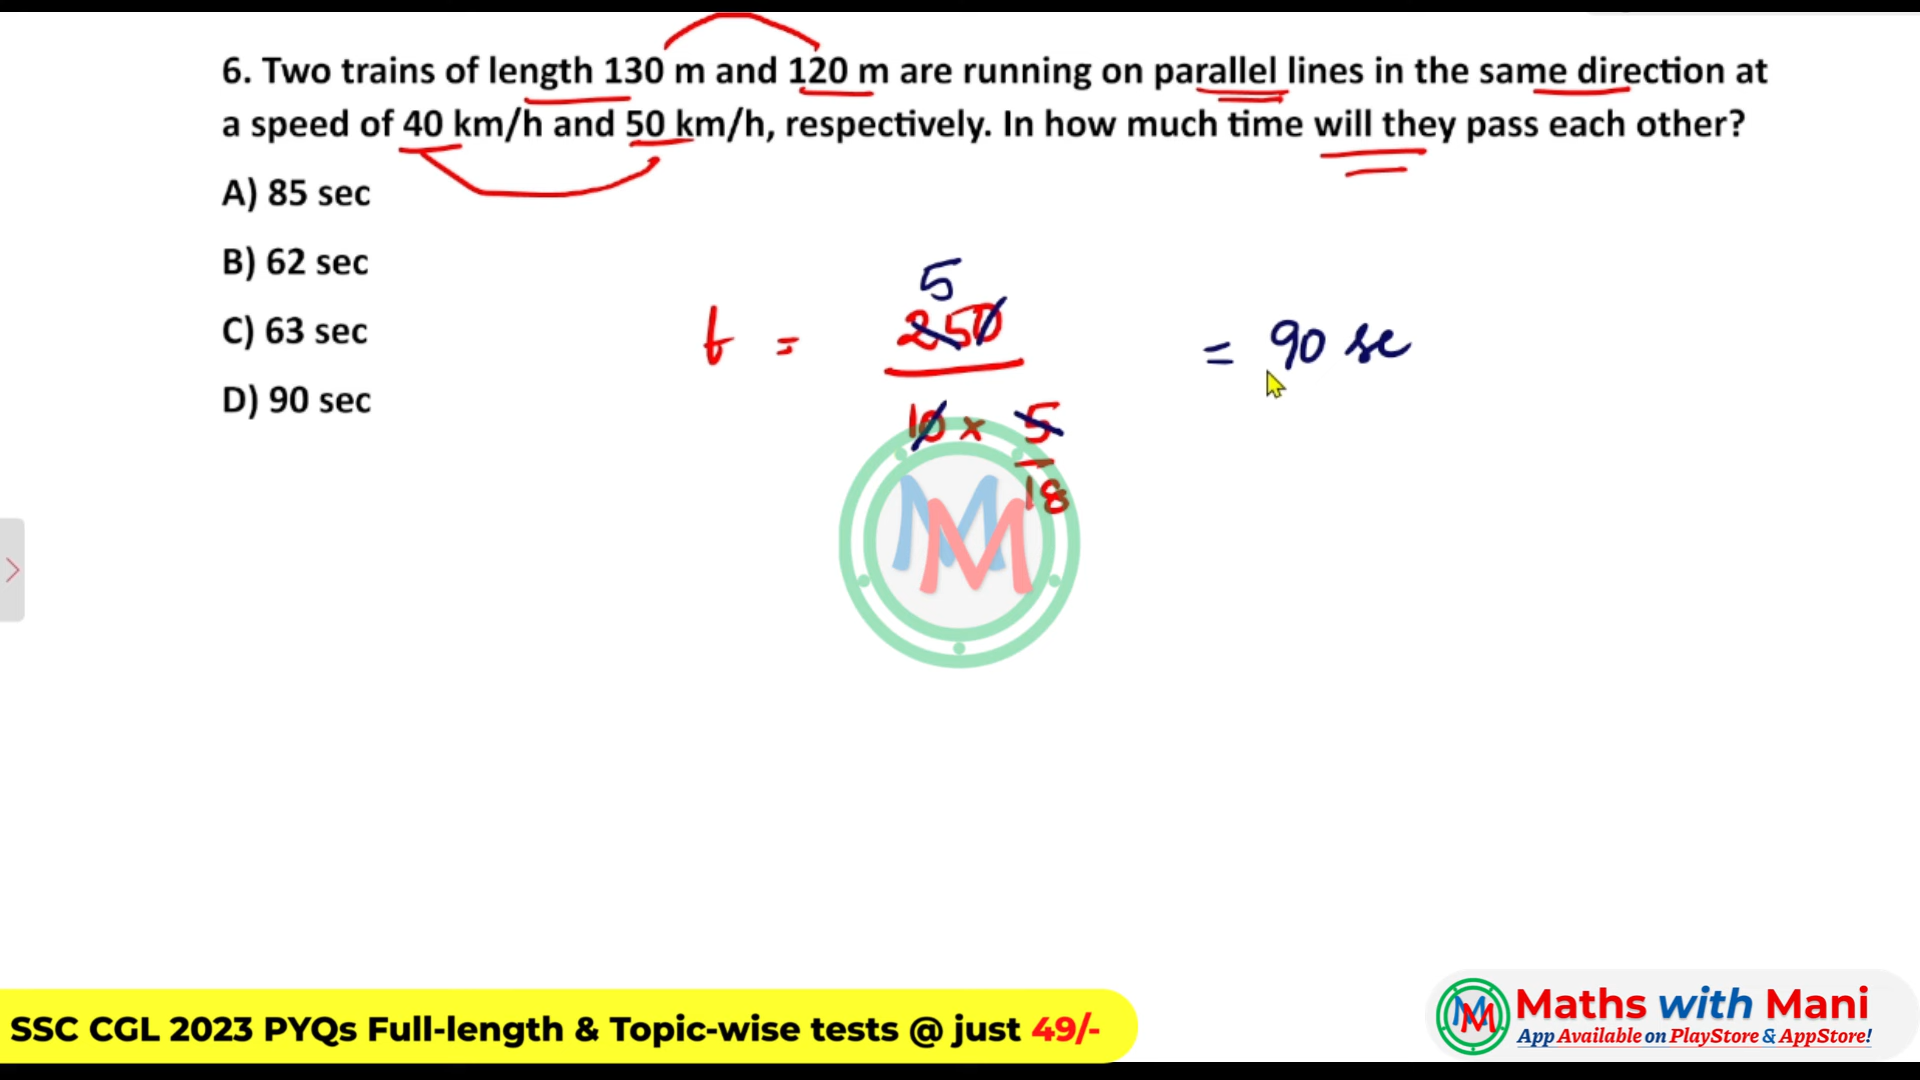 6. Two trains of length 130 m and 120 m are running on parallel lines in the same direction at
a speed of 40 km/h and 50 km/h, respectively. In how much time will they pass each other?
A) 85 sec
B) 62 sec
C) 63 sec
D) 90 sec
5
t = 250 = 90 sec
10 x 5
18
MM
SSC CGL 2023 PYQs Full-length & Topic-wise tests @ just 49/-
MM Maths with Mani
App Available on PlayStore & AppStore!